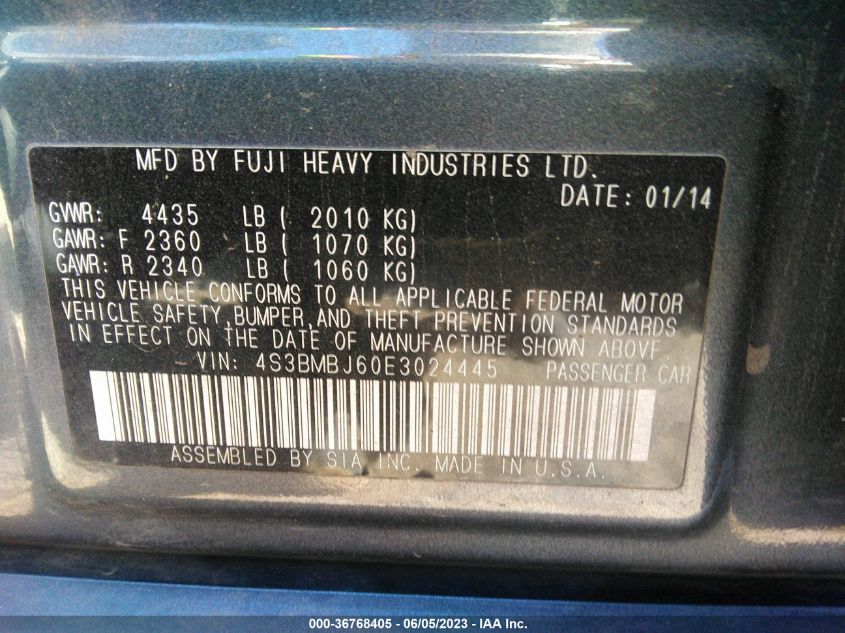 MFD BY FUJI HEAVY INDUSTRIES LTD.
DATE: 01/14
GVWR: 4435 LB ( 2010 KG)
GAWR: F 2360 LB ( 1070 KG)
GAWR: R 2340 LB ( 1060 KG)
THIS VEHICLE CONFORMS TO ALL APPLICABLE FEDERAL MOTOR
VEHICLE SAFETY, BUMPER, AND THEFT PREVENTION STANDARDS
IN EFFECT ON THE DATE OF MANUFACTURE SHOWN ABOVE.
VIN: 4S3BMBJ60E3024445 PASSENGER CAR
ASSEMBLED BY SIA INC. MADE IN U.S.A.
000-36768405 - 06/05/2023 - IAA Inc.